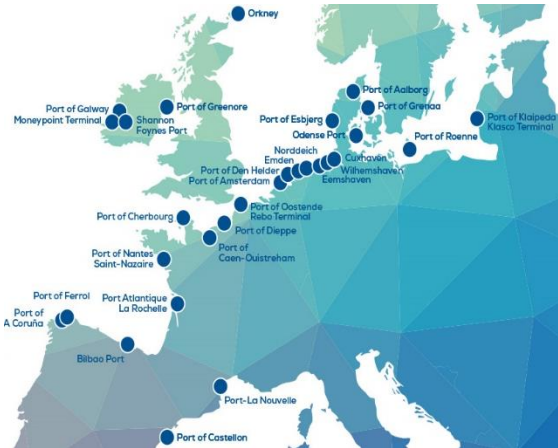 Orkney
Port of Galway
Moneypoint Terminal
Port of Greenore
Shannon
Foynes Port
Port of Aalborg
Port of Grenaa
Port of Esbjerg
Odense Port
Port of Klaipeda
Klasco Terminal
Port of Roenne
Norddeich
Emden
Port of Den Helder
Port of Amsterdam
Cuxhaven
Wilhemshaven
Eemshaven
Port of Cherbourg
Port of Oostende
Rebo Terminal
Port of Dieppe
Port of
Caen-Ouistreham
Port of Nantes
Saint-Nazaire
Port Atlantique
La Rochelle
Port of Ferrol
Port of
A Coruña
Bilbao Port
Port-La Nouvelle
Port of Castellon